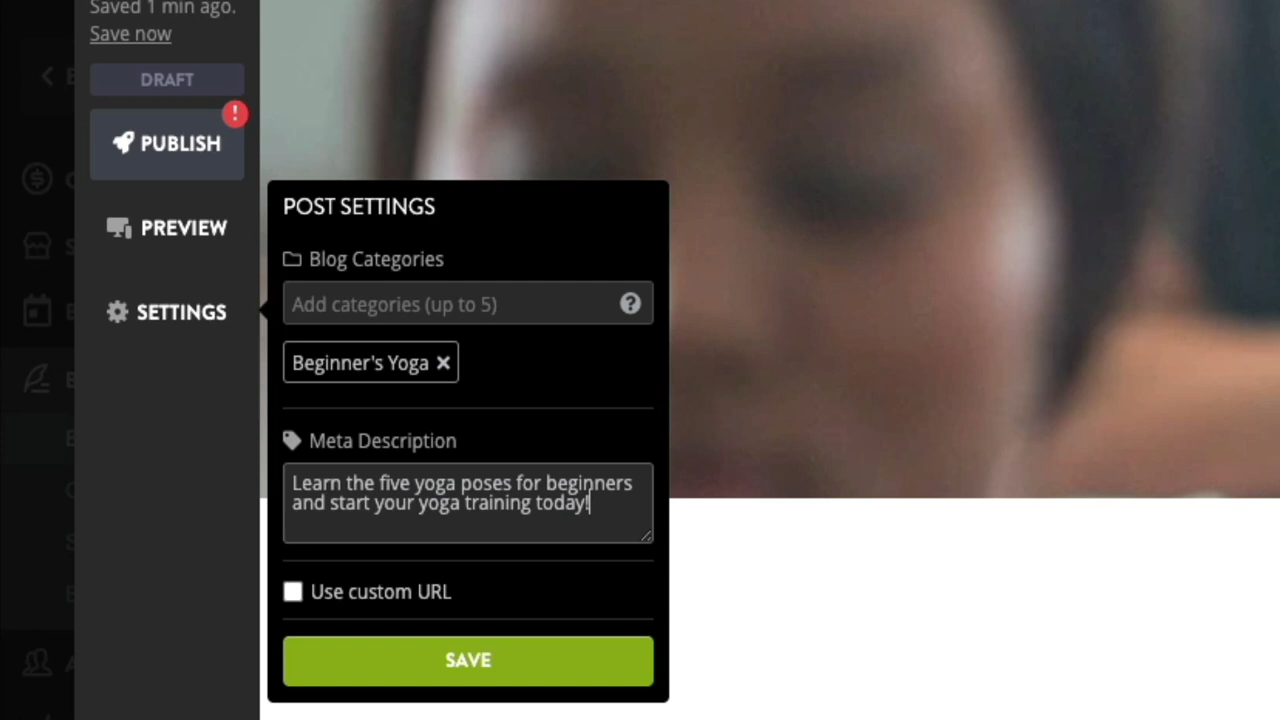 Saved 1 min ago.
Save now
DRAFT
!
PUBLISH
PREVIEW
SETTINGS
POST SETTINGS
Blog Categories
Add categories (up to 5)
?
Beginner's Yoga ×
Meta Description
Learn the five yoga poses for beginners
and start your yoga training today!
Use custom URL
SAVE